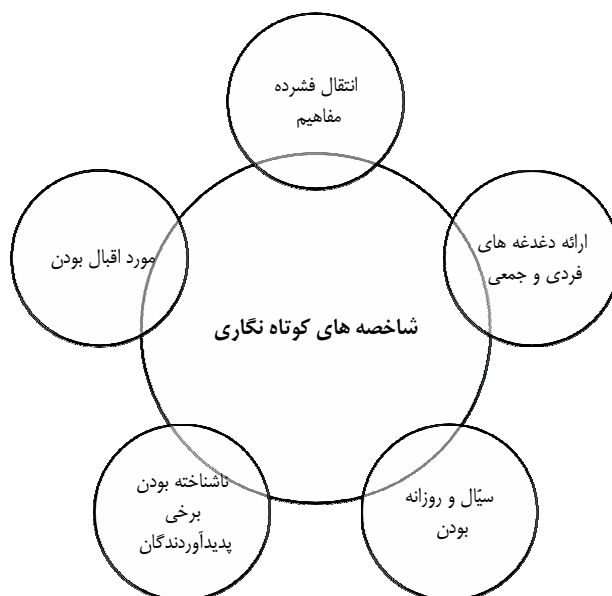 انتقال فشرده
مفاهیم
ارائه دغدغه های
فردی و جمعی
مورد اقبال بودن
شاخصه های کوتاه نگاری
سیّال و روزانه
بودن
ناشناخته بودن
برخی
پدیدآوردندگان